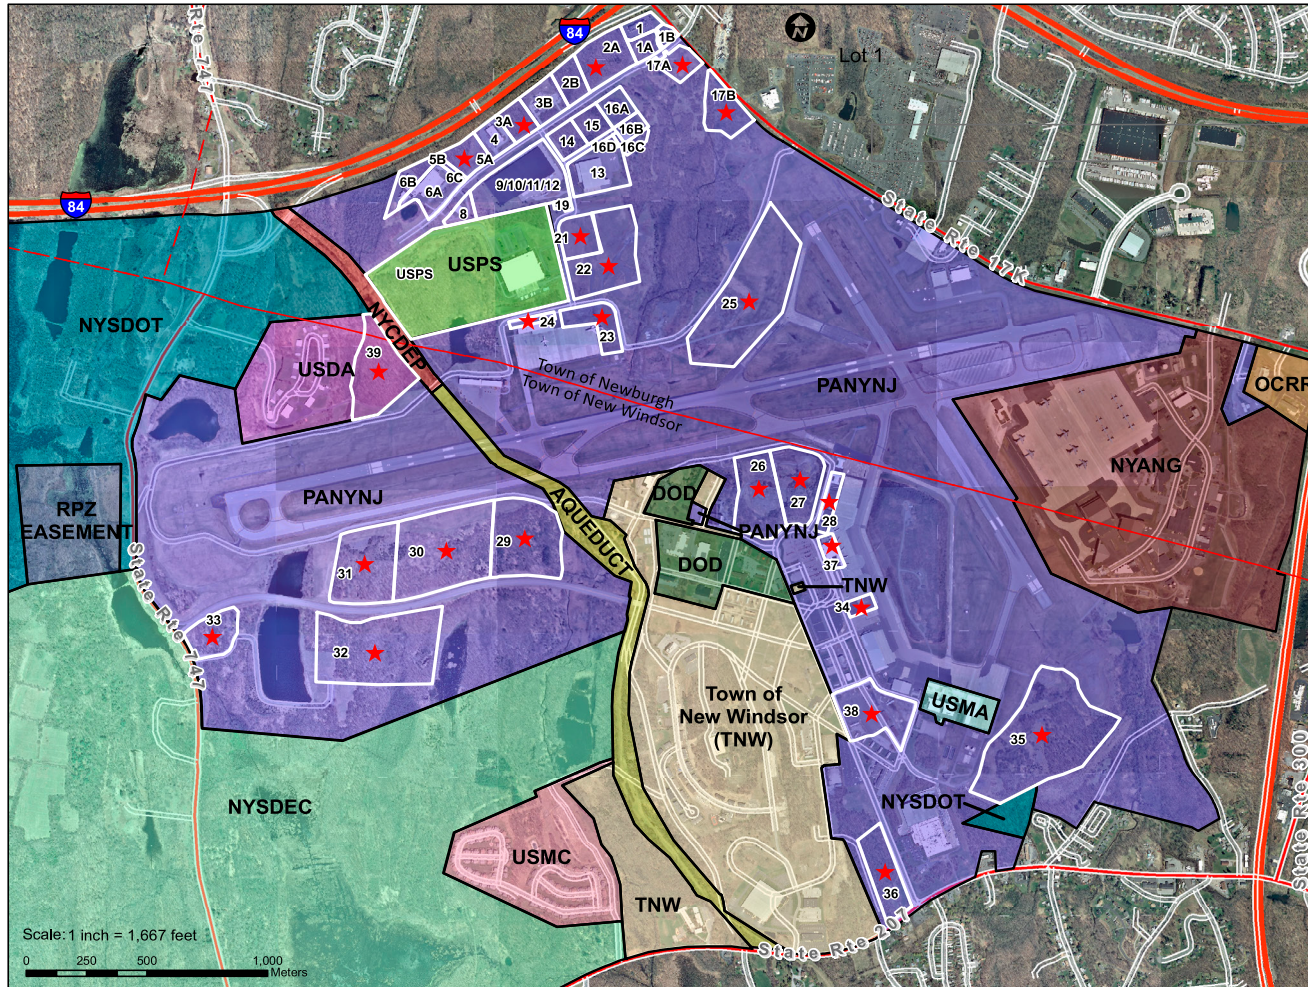 Rte 747
84
1
1B
2A
1A
17A
Lot 1
2B
17B
3B
16A
3A
15
16B
4
14
16D
16C
5B
5A
13
6C
6B
6A
9/10/11/12
8
19
84
State Rte 17K
21
USPS
USPS
22
25
NYSDOT
24
23
NYCDEP
39
USDA
Town of Newburgh
Town of New Windsor
PANYNJ
OCRR
NYANG
26
DOD
27
PANYNJ
28
RPZ
EASEMENT
AQUEDUCT
PANYNJ
29
30
31
37
DOD
TNW
34
State Rte 747
33
32
Town of
New Windsor
(TNW)
38
USMA
35
NYSDOT
NYSDEC
USMC
State Rte 300
36
TNW
State Rte 207
Scale: 1 inch = 1,667 feet
0 250 500 1,000
Meters